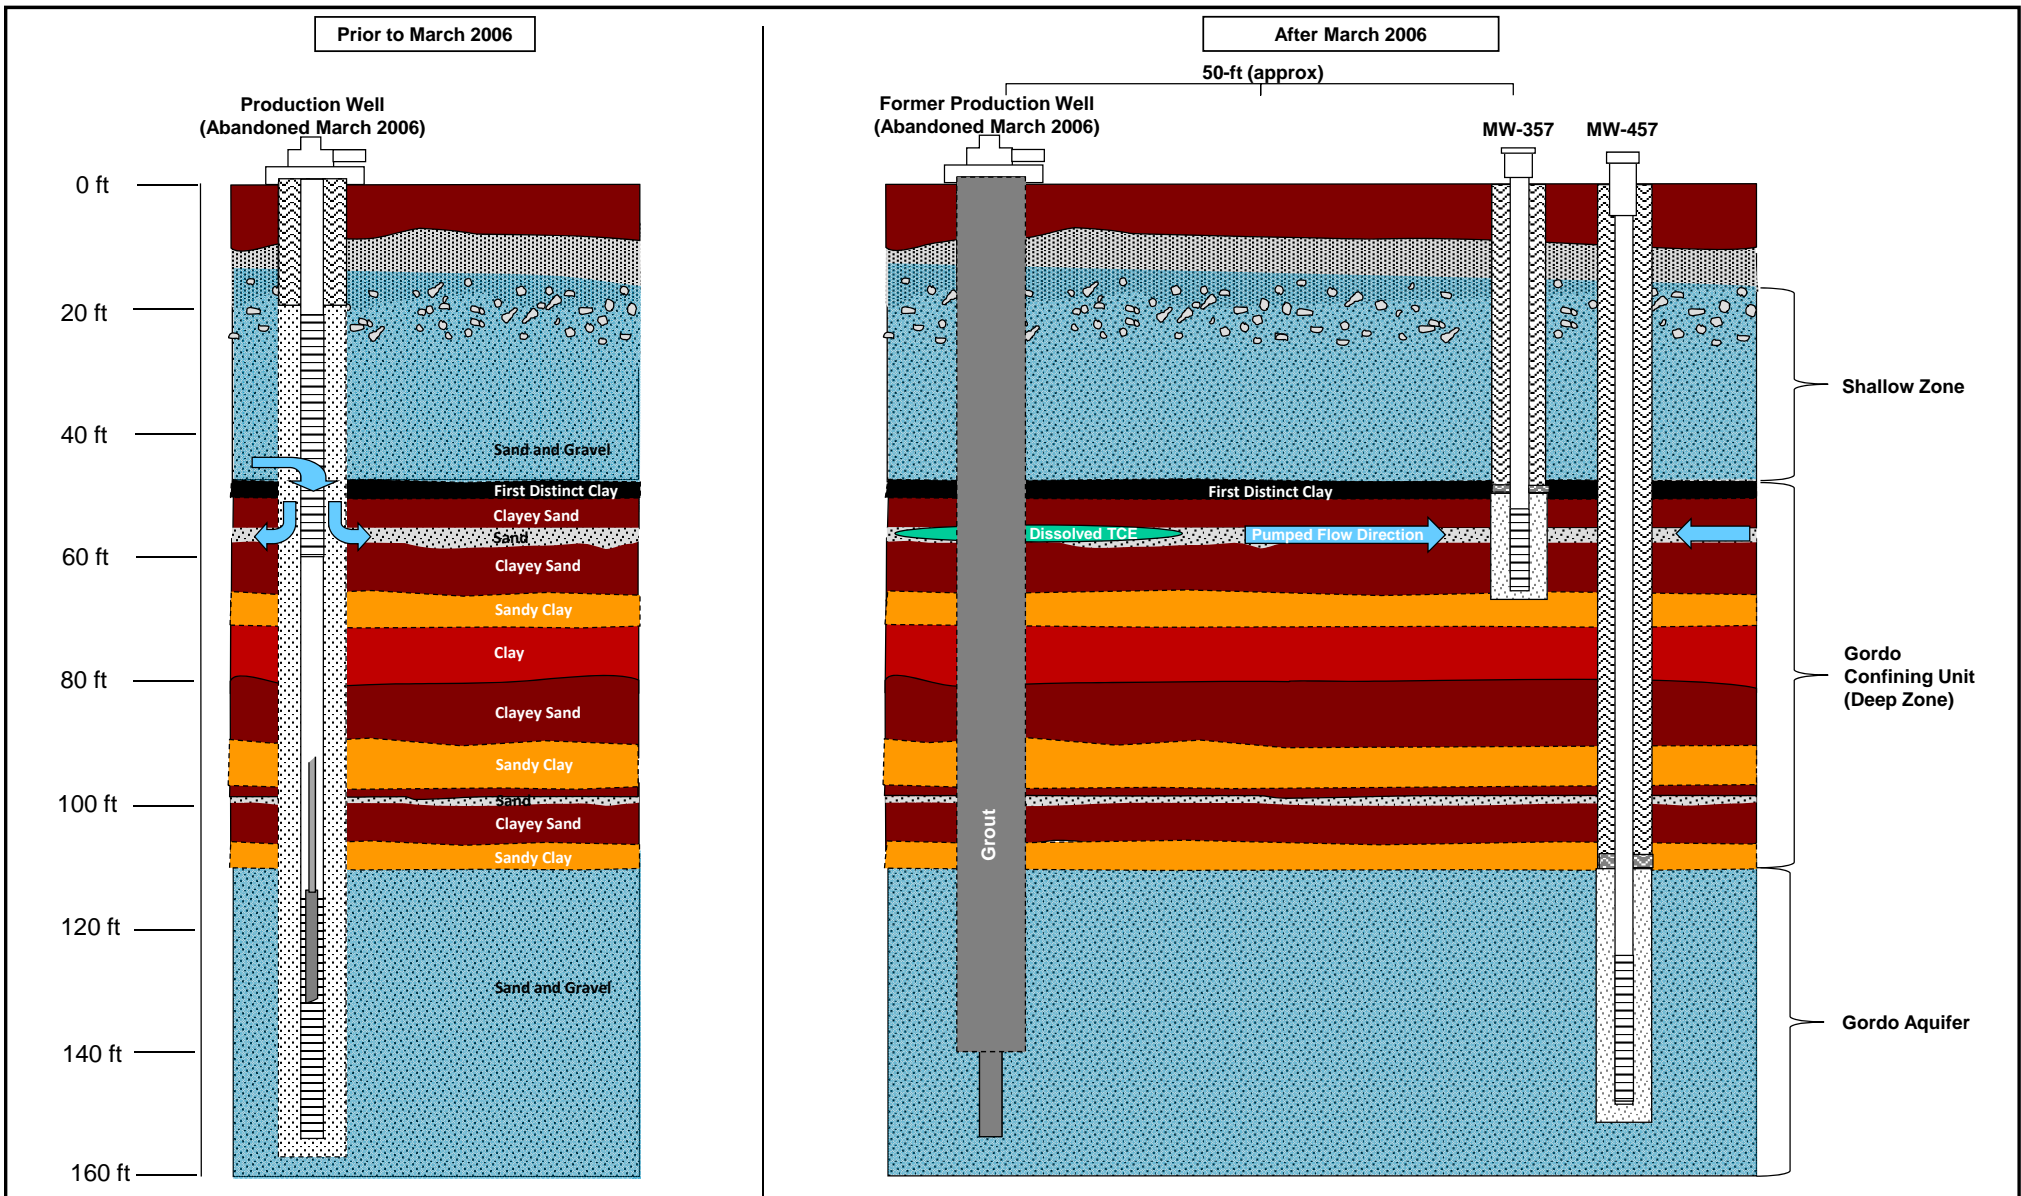 Prior to March 2006
After March 2006
50-ft (approx)
Production Well
(Abandoned March 2006)
Former Production Well
(Abandoned March 2006)
MW-357
MW-457
0 ft
20 ft
40 ft
60 ft
80 ft
100 ft
120 ft
140 ft
160 ft
Sand and Gravel
First Distinct Clay
Clayey Sand
Sand
Clayey Sand
Sandy Clay
Clay
Clayey Sand
Sandy Clay
Sand
Clayey Sand
Sandy Clay
Sand and Gravel
First Distinct Clay
Dissolved TCE
Pumped Flow Direction
Grout
Shallow Zone
Gordo
Confining Unit
(Deep Zone)
Gordo Aquifer